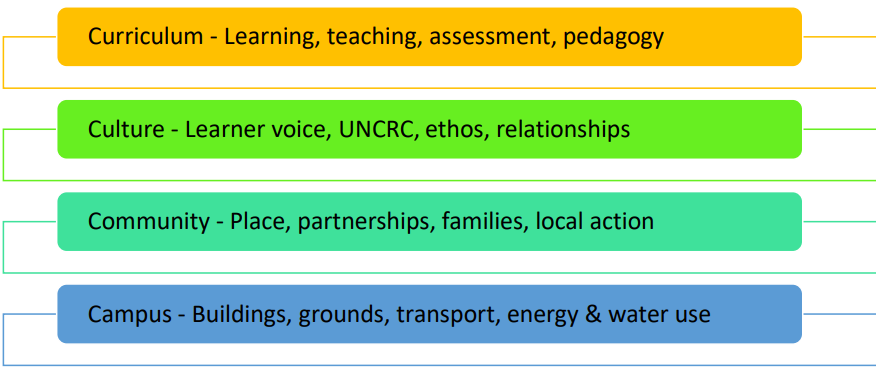 Curriculum - Learning, teaching, assessment, pedagogy
Culture - Learner voice, UNCRC, ethos, relationships
Community - Place, partnerships, families, local action
Campus - Buildings, grounds, transport, energy & water use